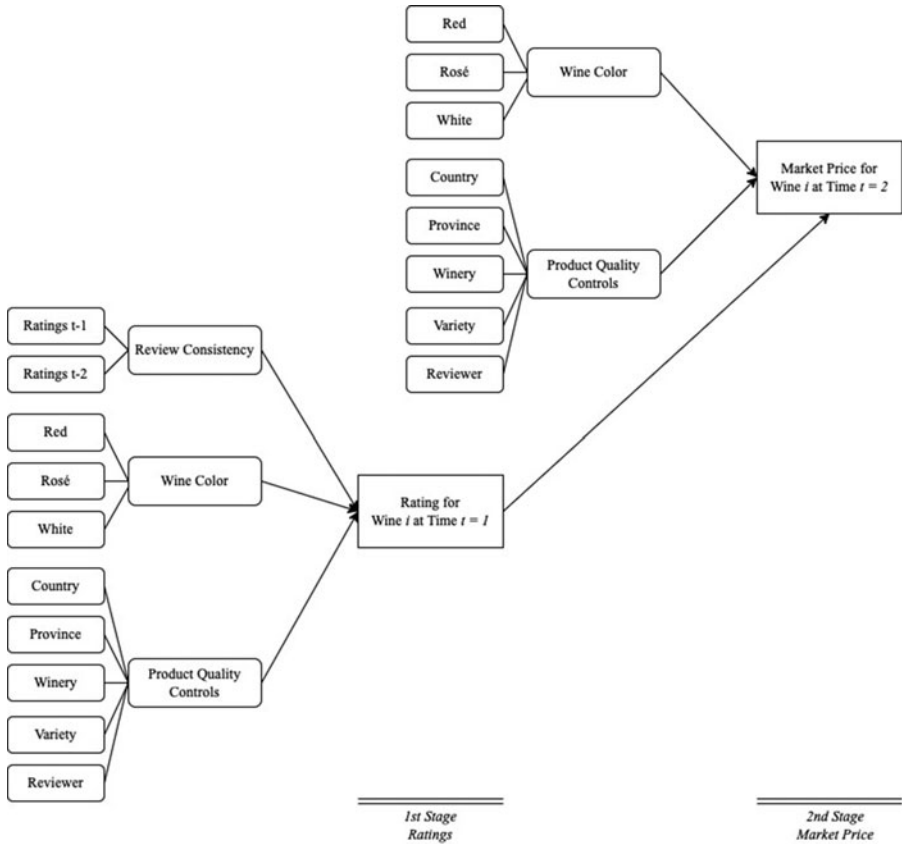 Red
Rosé
White
Wine Color
Country
Province
Winery
Variety
Reviewer
Product Quality
Controls
Market Price for
Wine i at Time t = 2
Ratings t-1
Ratings t-2
Review Consistency
Red
Rosé
White
Wine Color
Country
Province
Winery
Variety
Reviewer
Product Quality
Controls
Rating for
Wine i at Time t = 1
1st Stage
Ratings
2nd Stage
Market Price